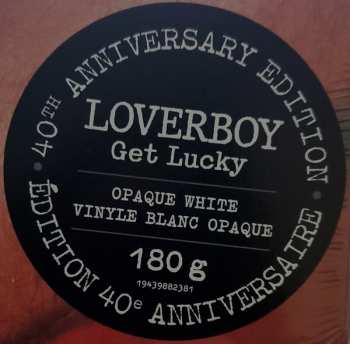 40TH ANNIVERSARY EDITION
LOVERBOY
Get Lucky
OPAQUE WHITE
VINYLE BLANC OPAQUE
180 g
19439882381
ÉDITION 40e ANNIVERSAIRE